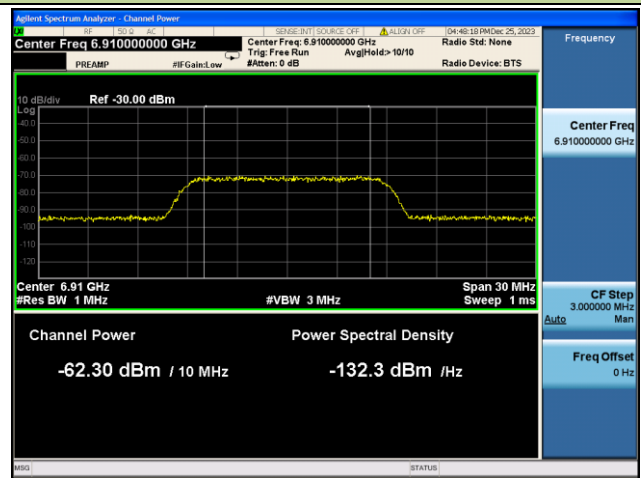 Agilent Spectrum Analyzer - Channel Power
RF 50 Ω AC SENSE:INT SOURCE OFF ALIGN OFF 04:48:18 PM Dec 25, 2023
Center Freq 6.910000000 GHz Center Freq: 6.910000000 GHz Radio Std: None Frequency
Trig: Free Run Avg|Hold:> 10/10
PREAMP #IFGain:Low #Atten: 0 dB Radio Device: BTS
10 dB/div Ref -30.00 dBm
Log
-40.0
-50.0
-60.0
-70.0
-80.0
-90.0
-100
-110
-120
Center 6.91 GHz Span 30 MHz
#Res BW 1 MHz #VBW 3 MHz Sweep 1 ms
Channel Power Power Spectral Density
-62.30 dBm / 10 MHz -132.3 dBm /Hz
Center Freq
6.910000000 GHz
CF Step
3.000000 MHz
Auto Man
Freq Offset
0 Hz
MSG STATUS